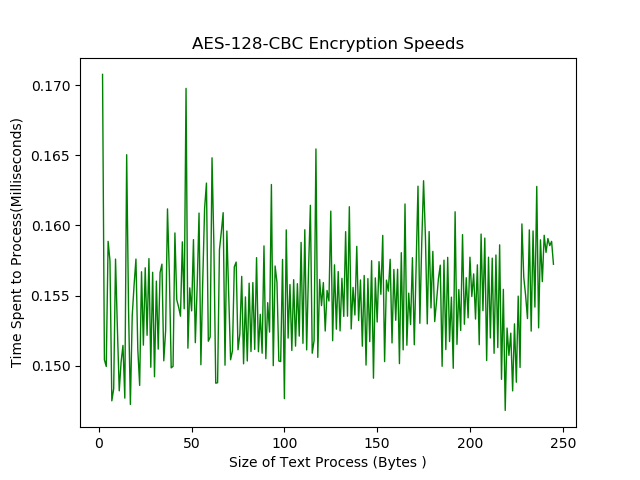 AES-128-CBC Encryption Speeds
Time Spent to Process(Milliseconds)
0.170
0.165
0.160
0.155
0.150
0 50 100 150 200 250
Size of Text Process (Bytes )